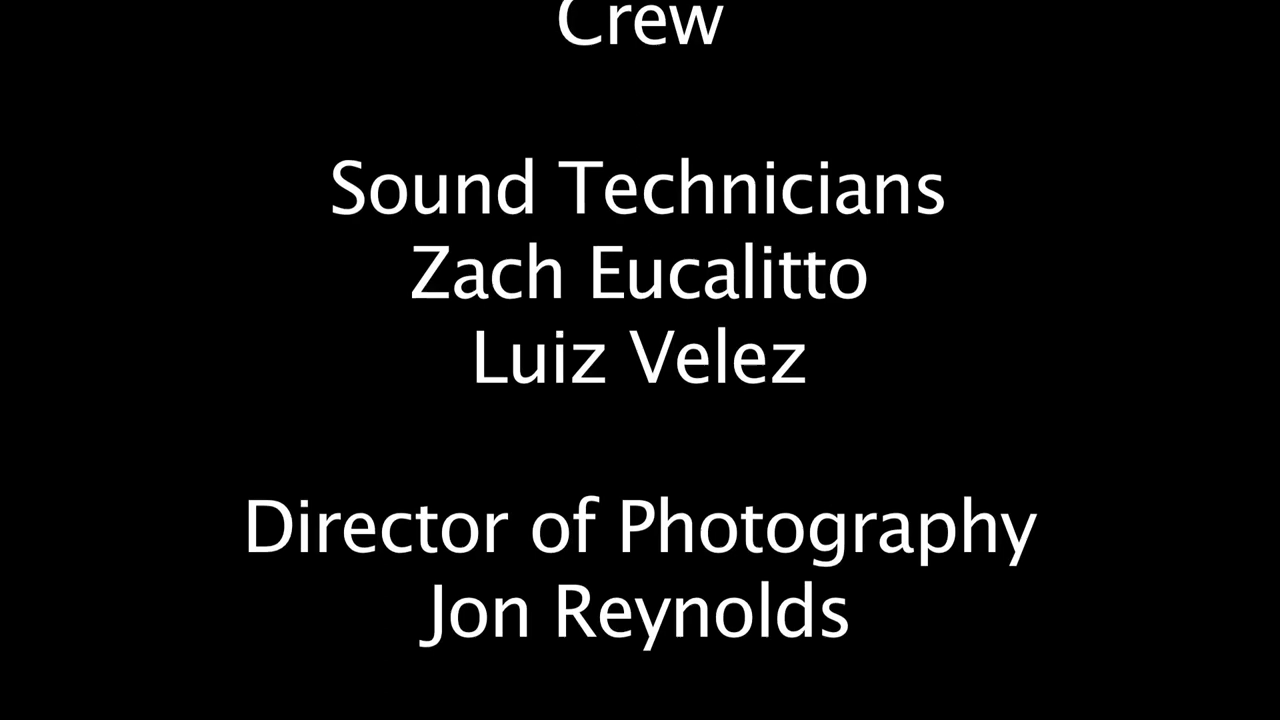 Crew
Sound Technicians
Zach Eucalitto
Luiz Velez
Director of Photography
Jon Reynolds